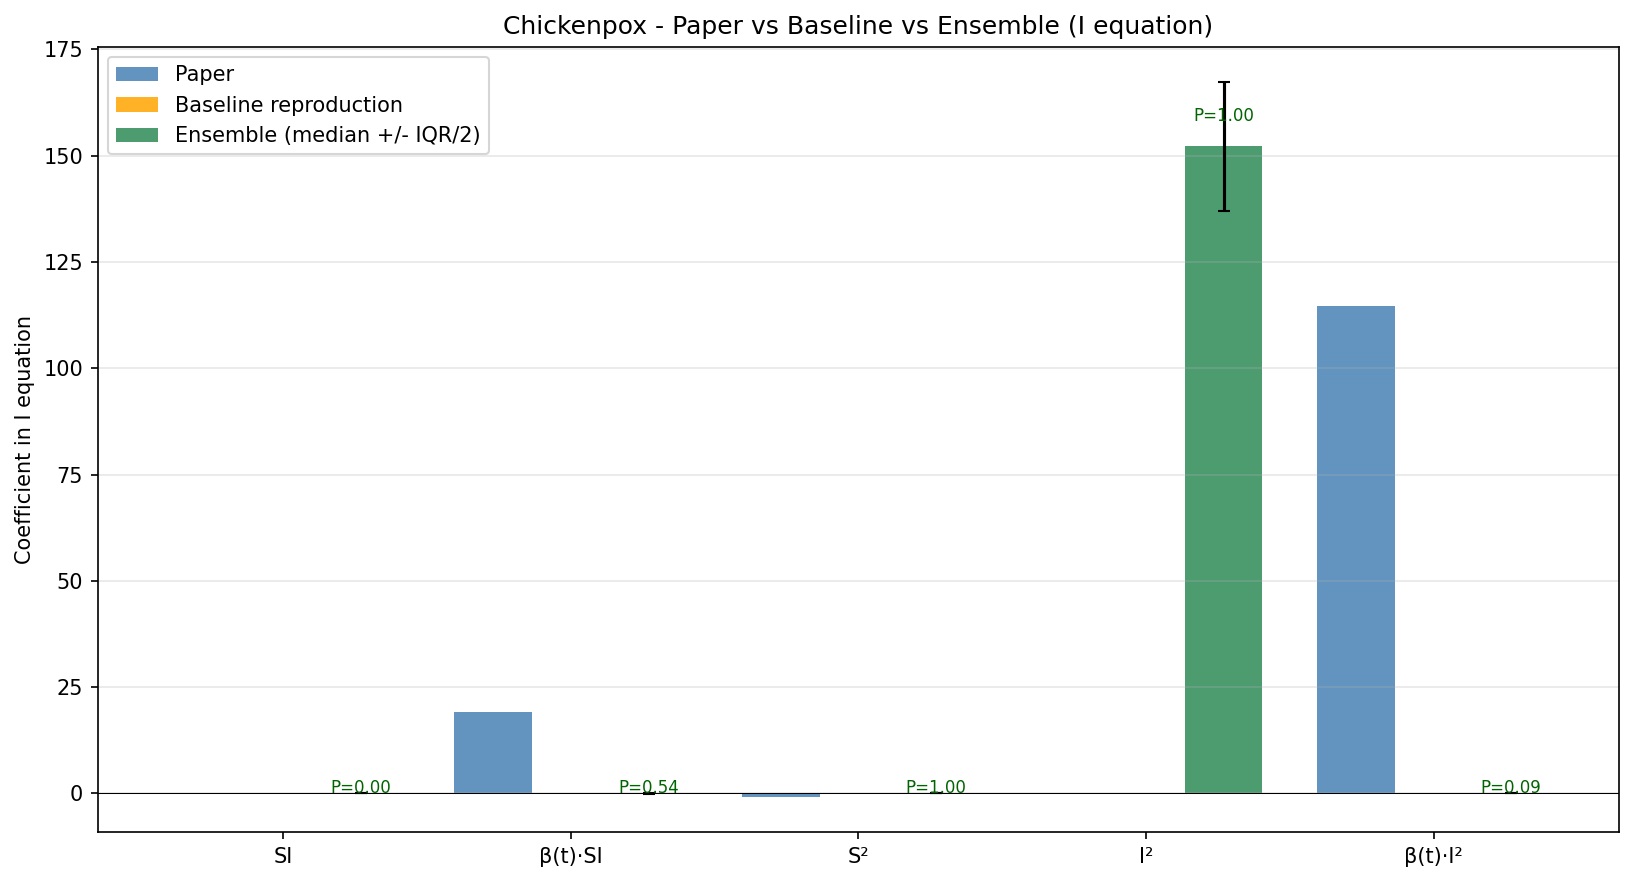 Chickenpox - Paper vs Baseline vs Ensemble (I equation)
Paper
Baseline reproduction
Ensemble (median +/- IQR/2)
Coefficient in I equation
175
150
125
100
75
50
25
0
P=0.00
P=0.54
P=1.00
P=1.00
P=0.09
SI
β(t)·SI
S²
I²
β(t)·I²